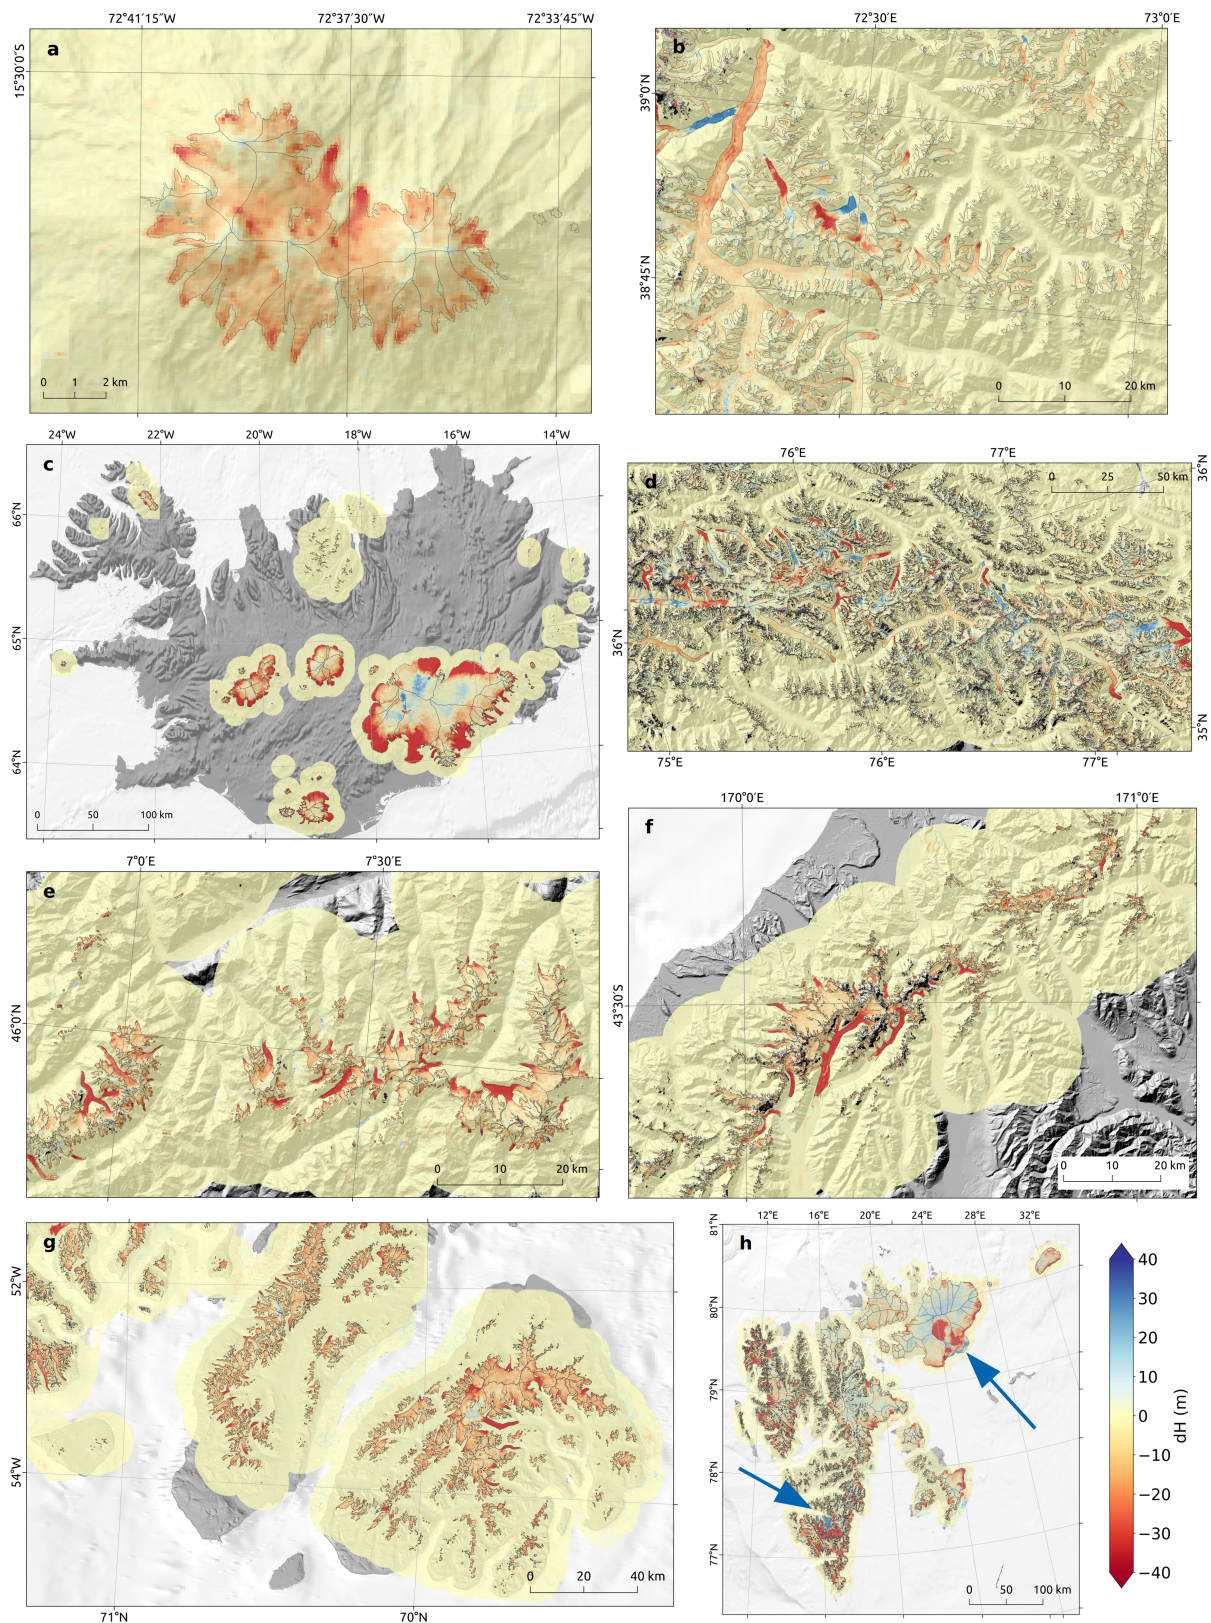 72°41′15″W 72°37′30″W 72°33′45″W
15°30′0″S
a
0 1 2 km
72°30′E 73°0′E
39°0′N
38°45′N
b
0 10 20 km
24°W 22°W 20°W 18°W 16°W 14°W
66°N
65°N
64°N
c
0 50 100 km
76°E 77°E
36°N
d
0 25 50 km
36°N
35°N
75°E 76°E 77°E
7°0′E 7°30′E
46°0′N
e
0 10 20 km
170°0′E 171°0′E
43°30′S
f
0 10 20 km
g
52°W
54°W
0 20 40 km
71°N 70°N
12°E 16°E 20°E 24°E 28°E 32°E
81°N
80°N
79°N
78°N
77°N
h
0 50 100 km
40
30
20
10
0
−10
−20
−30
−40
dH (m)